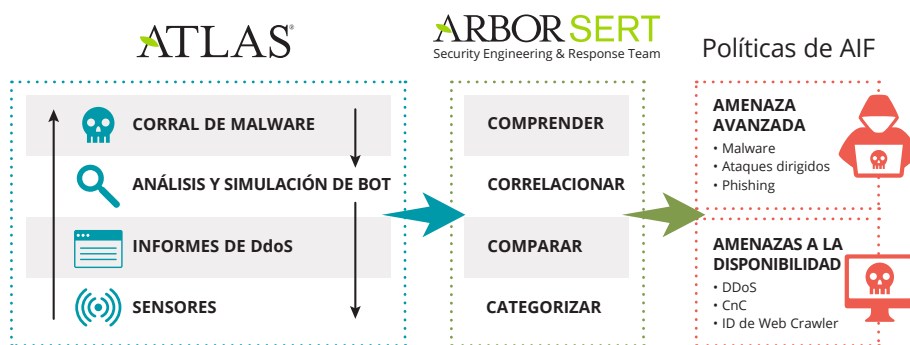 ATLAS®
CORRAL DE MALWARE
ANÁLISIS Y SIMULACIÓN DE BOT
INFORMES DE DdoS
SENSORES
ARBOR SERT
Security Engineering & Response Team
COMPRENDER
CORRELACIONAR
COMPARAR
CATEGORIZAR
Políticas de AIF
AMENAZA
AVANZADA
• Malware
• Ataques dirigidos
• Phishing
AMENAZAS A LA
DISPONIBILIDAD
• DDoS
• CnC
• ID de Web Crawler